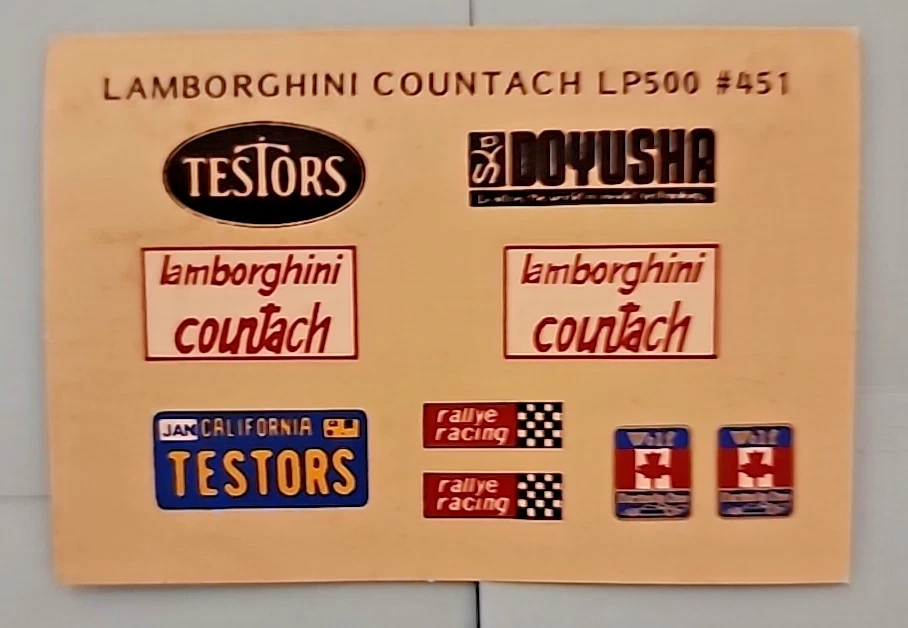 LAMBORGHINI COUNTACH LP500 #451
TESTORS
DOYUSHA
lamborghini
countach
lamborghini
countach
JAN CALIFORNIA
TESTORS
rallye
racing
rallye
racing
Wolf
Wolf